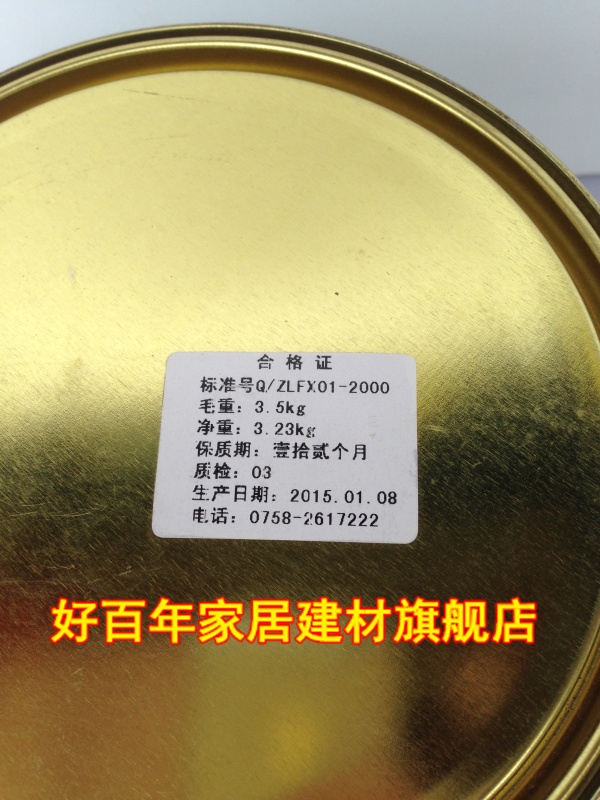 合格证
标准号Q/ZLFX01-2000
毛重：3.5kg
净重：3.23kg
保质期：壹拾贰个月
质检：03
生产日期：2015.01.08
电话：0758-2617222
好百年家居建材旗舰店